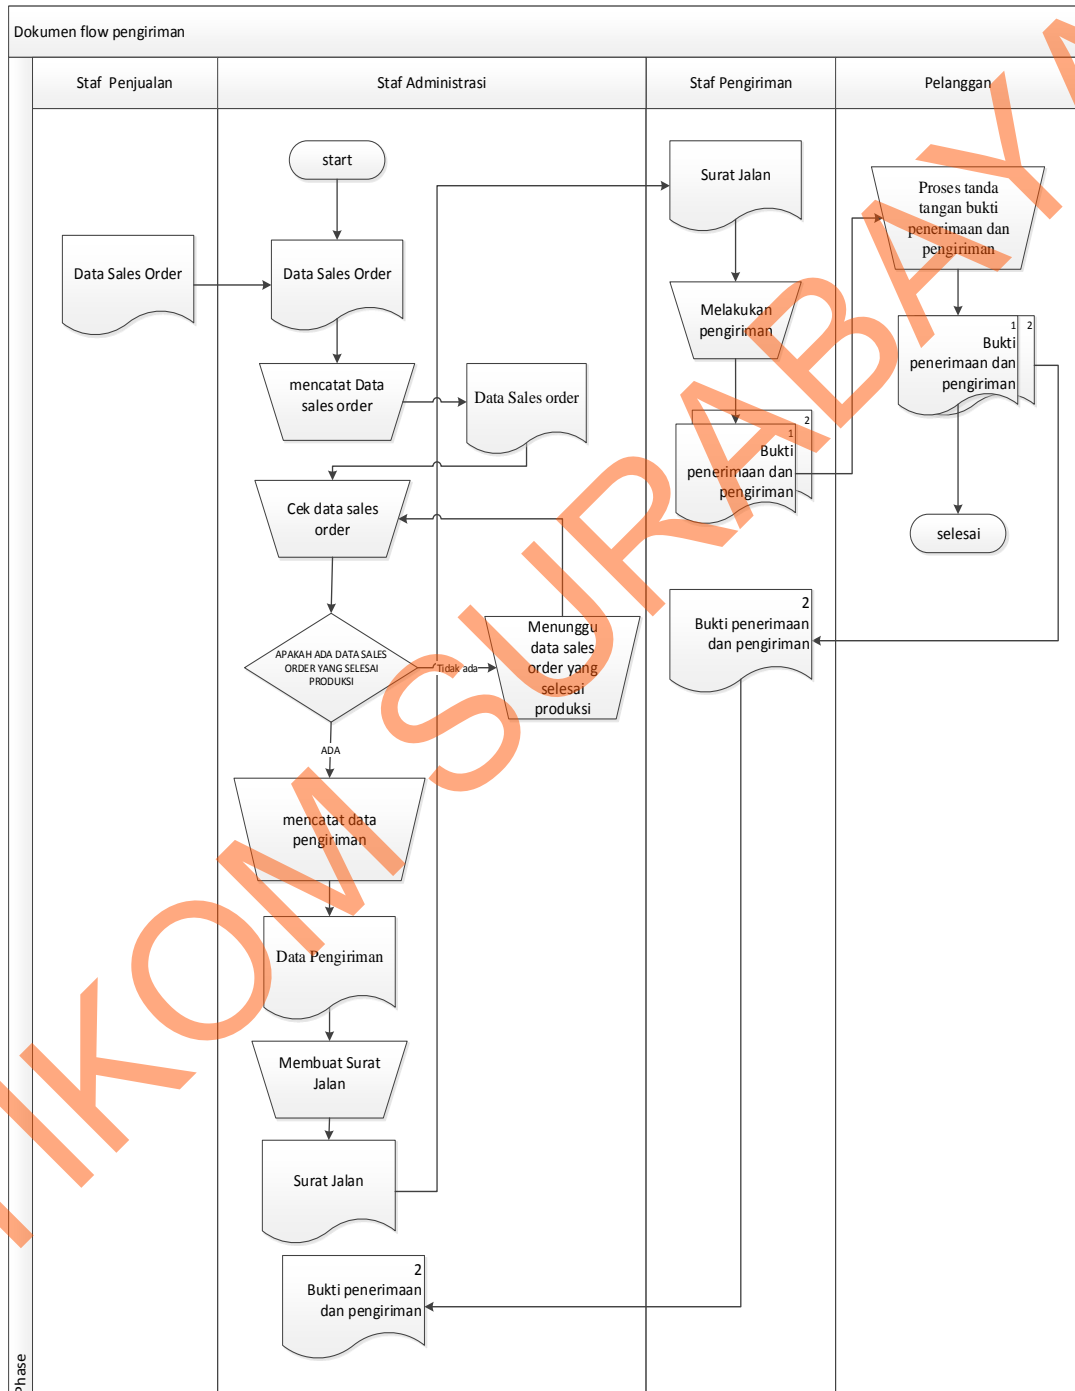 Dokumen flow pengiriman
Staf Penjualan
Staf Administrasi
Staf Pengiriman
Pelanggan
start
Data Sales Order
Data Sales Order
mencatat Data
sales order
Data Sales order
Cek data sales
order
APAKAH ADA DATA SALES
ORDER YANG SELESAI
PRODUKSI
Tidak ada
Menunggu
data sales
order yang
selesai
produksi
ADA
mencatat data
pengiriman
Data Pengiriman
Membuat Surat
Jalan
Surat Jalan
2
Bukti penerimaan
dan pengiriman
Surat Jalan
Melakukan
pengiriman
2
1
Bukti
penerimaan dan
pengiriman
2
Bukti penerimaan
dan pengiriman
Proses tanda
tangan bukti
penerimaan dan
pengiriman
1 2
Bukti
penerimaan dan
pengiriman
selesai
Phase
IKOM SURABAYA